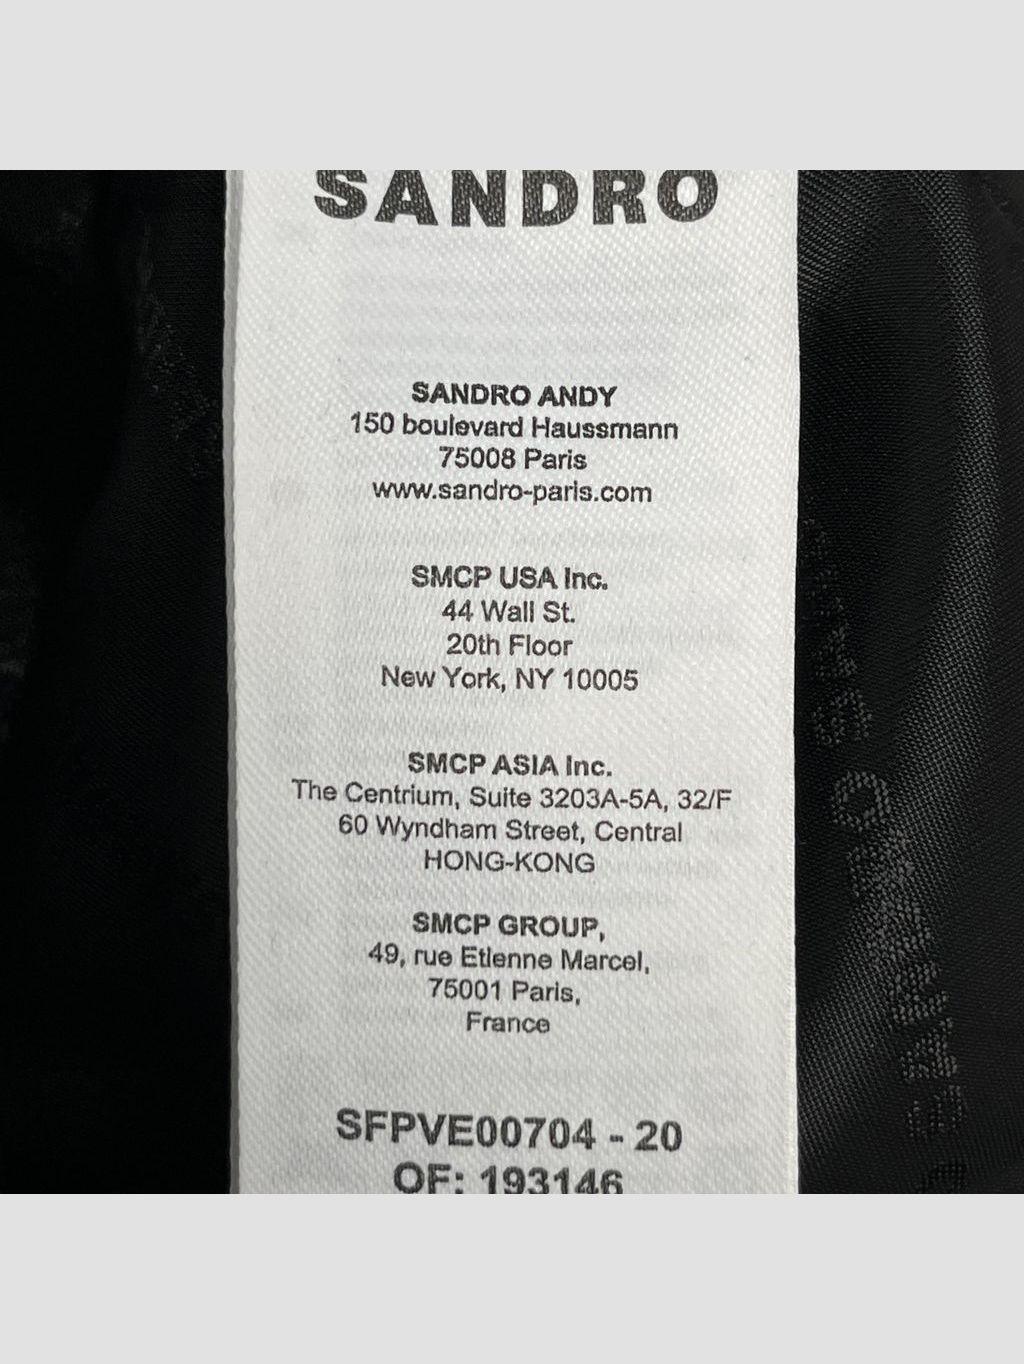 SANDRO
SANDRO ANDY
150 boulevard Haussmann
75008 Paris
www.sandro-paris.com
SMCP USA Inc.
44 Wall St.
20th Floor
New York, NY 10005
SMCP ASIA Inc.
The Centrium, Suite 3203A-5A, 32/F
60 Wyndham Street, Central
HONG-KONG
SMCP GROUP,
49, rue Etienne Marcel,
75001 Paris,
France
SFPVE00704 - 20
OF: 193146